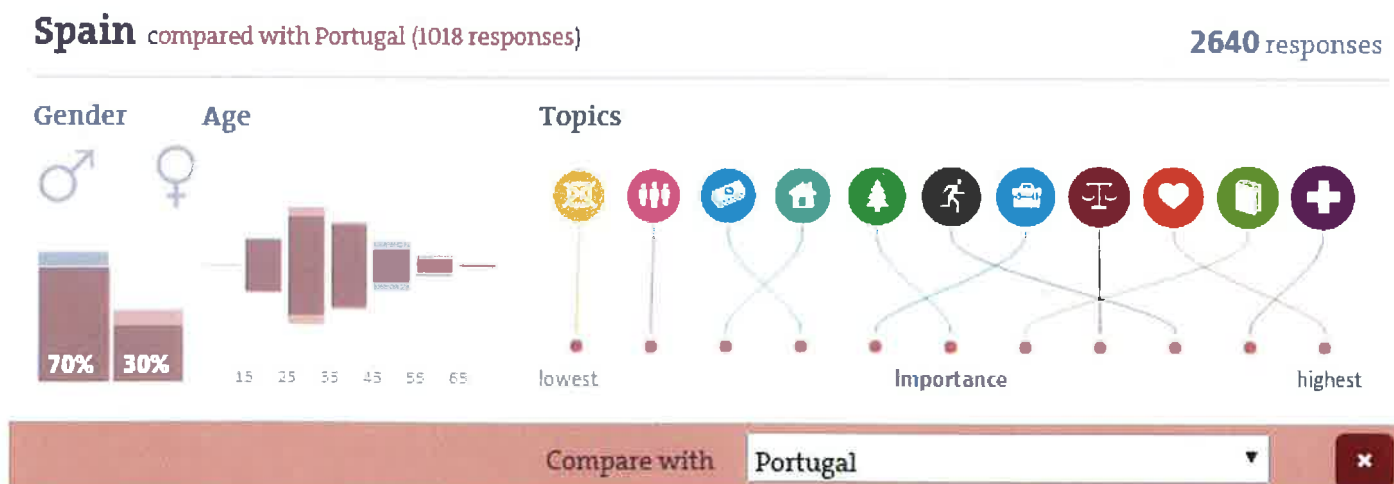 Spain compared with Portugal (1018 responses)
2640 responses
Gender Age Topics
70% 30%
15 25 35 45 55 65
lowest Importance highest
Compare with Portugal